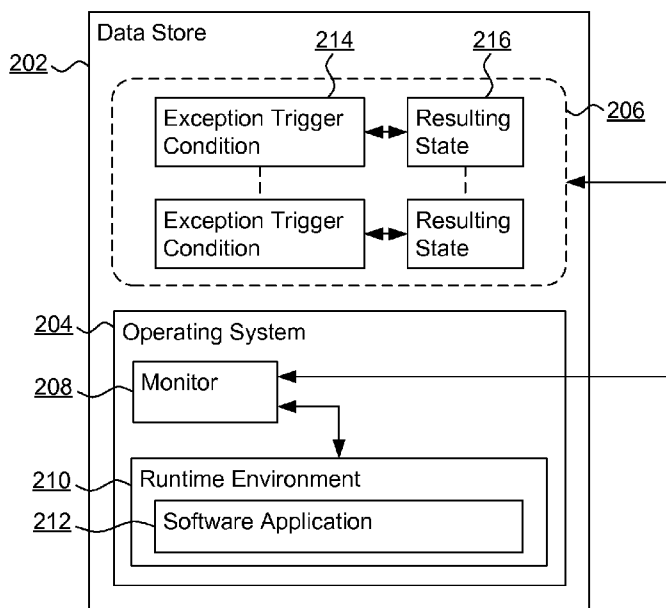 Data Store
202
214
216
206
Exception Trigger
Condition
Resulting
State
Exception Trigger
Condition
Resulting
State
204
Operating System
208
Monitor
210
Runtime Environment
212
Software Application